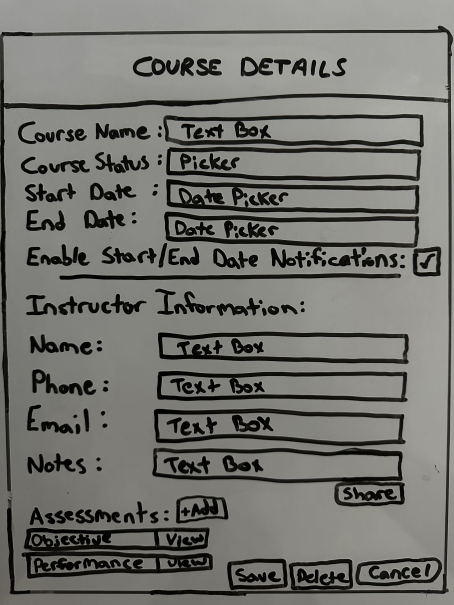 COURSE DETAILS
Course Name: Text Box
Course Status: Picker
Start Date: Date Picker
End Date: Date Picker
Enable Start/End Date Notifications: ✓
Instructor Information:
Name: Text Box
Phone: Text Box
Email: Text Box
Notes: Text Box
Share
Assessments: +Add
Objective View
Performance View
Save Delete Cancel